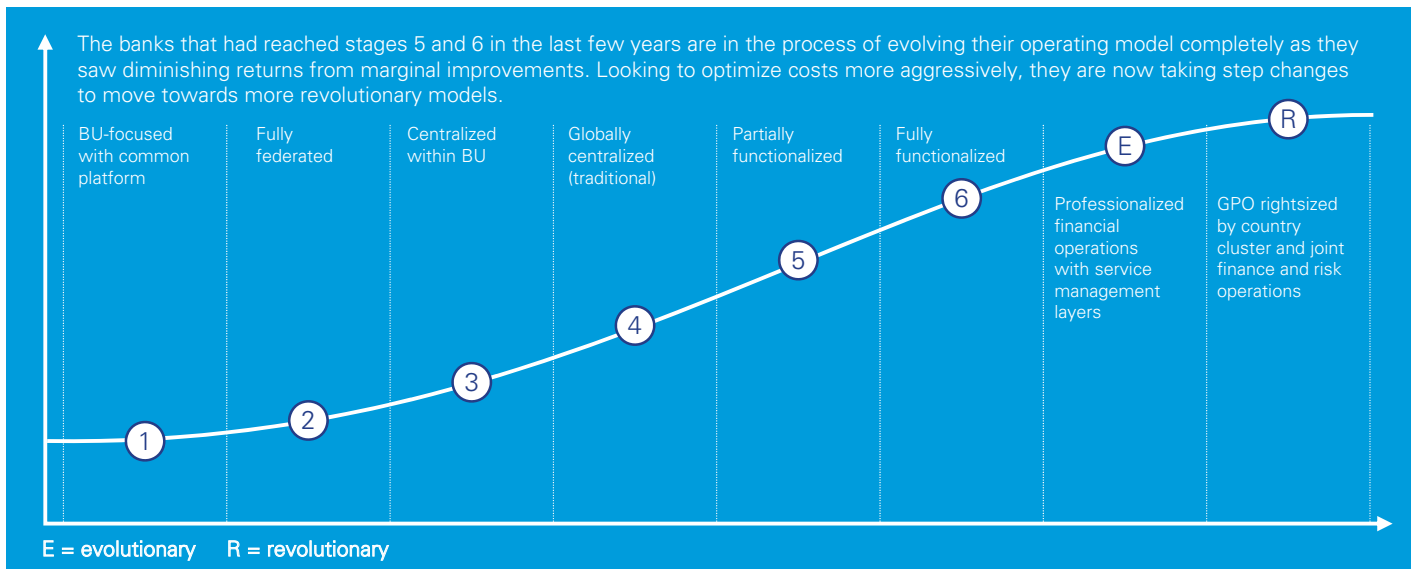 The banks that had reached stages 5 and 6 in the last few years are in the process of evolving their operating model completely as they
saw diminishing returns from marginal improvements. Looking to optimize costs more aggressively, they are now taking step changes
to move towards more revolutionary models.
BU-focused
with common
platform
Fully
federated
Centralized
within BU
Globally
centralized
(traditional)
Partially
functionalized
Fully
functionalized
Professionalized
financial
operations
with service
management
layers
GPO rightsized
by country
cluster and joint
finance and risk
operations
1
2
3
4
5
6
E
R
E = evolutionary R = revolutionary